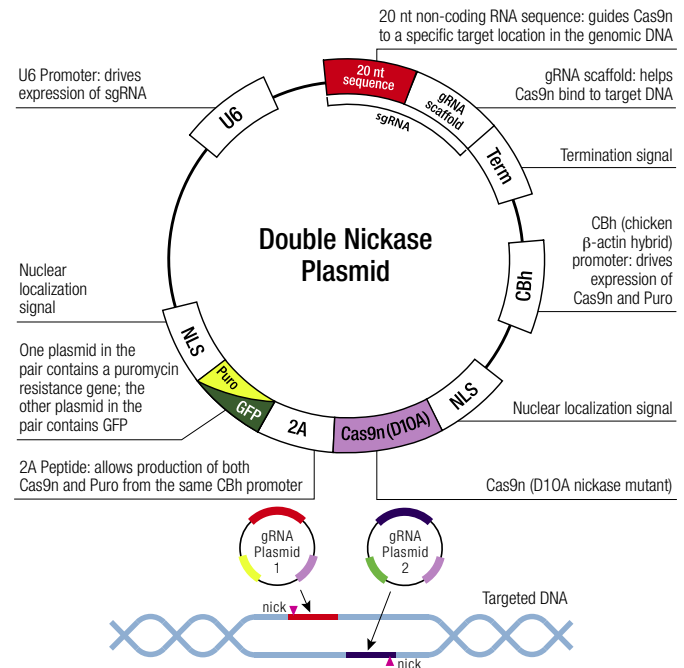 20 nt non-coding RNA sequence: guides Cas9n
to a specific target location in the genomic DNA
U6 Promoter: drives
expression of sgRNA
gRNA scaffold: helps
Cas9n bind to target DNA
20 nt
sequence
gRNA
scaffold
sgRNA
U6
Term
Termination signal
Double Nickase
Plasmid
CBh (chicken
β-actin hybrid)
promoter: drives
expression of
Cas9n and Puro
CBh
Nuclear
localization
signal
NLS
One plasmid in the
pair contains a puromycin
resistance gene; the
other plasmid in the
pair contains GFP
Puro
GFP
2A
Cas9n (D10A)
NLS
Nuclear localization signal
2A Peptide: allows production of both
Cas9n and Puro from the same CBh promoter
Cas9n (D10A nickase mutant)
gRNA
Plasmid
1
gRNA
Plasmid
2
Targeted DNA
nick
nick